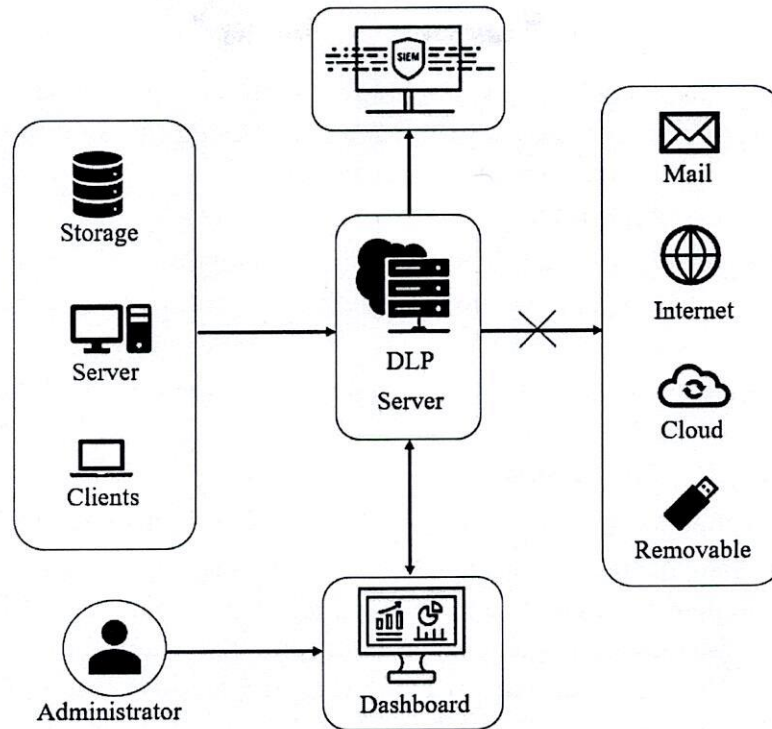 SIEM
Storage
Server
Clients
DLP
Server
Mail
Internet
Cloud
Removable
Administrator
Dashboard